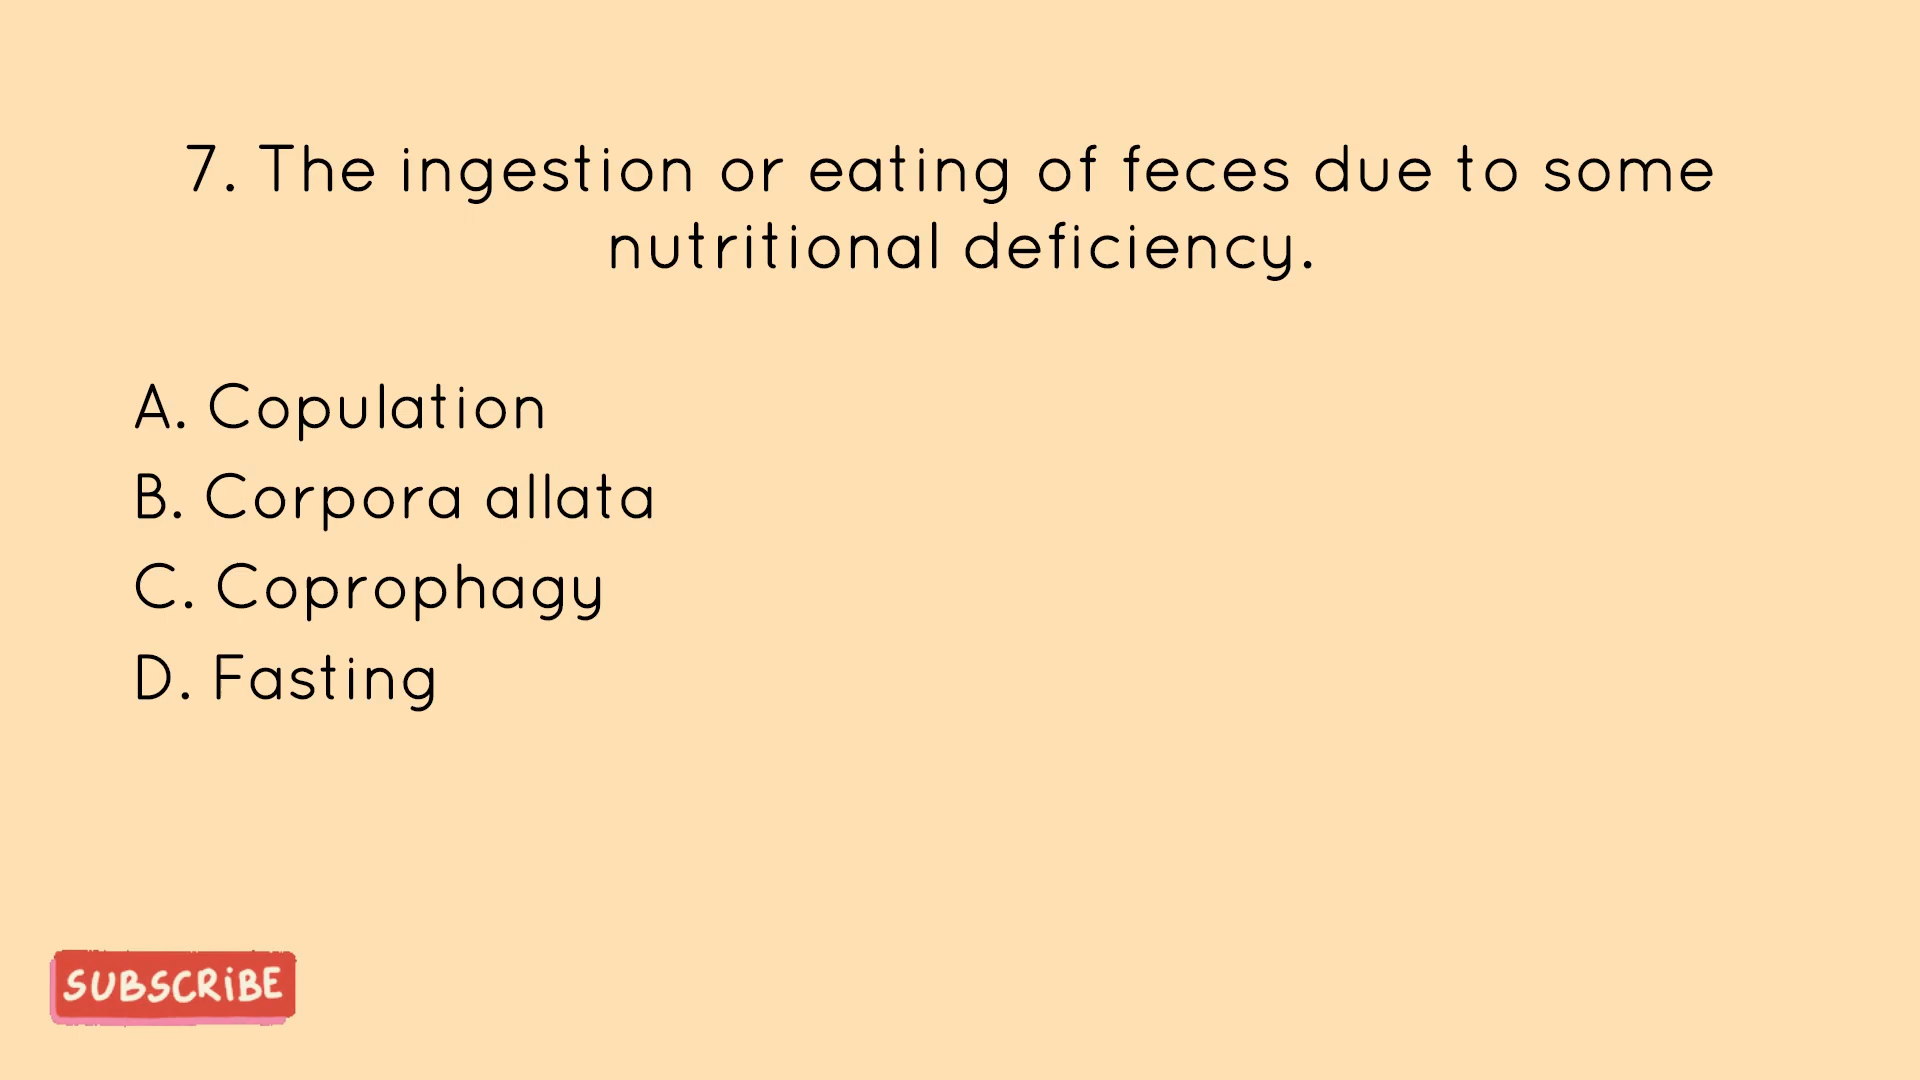 7. The ingestion or eating of feces due to some
nutritional deficiency.
A. Copulation
B. Corpora allata
C. Coprophagy
D. Fasting
SUBSCRiBE